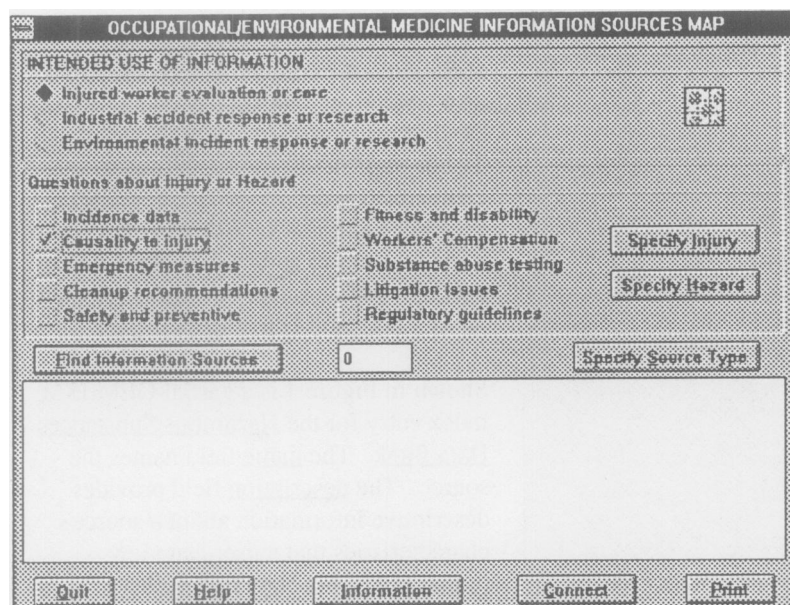 OCCUPATIONAL/ENVIRONMENTAL MEDICINE INFORMATION SOURCES MAP
INTENDED USE OF INFORMATION
Injured worker evaluation or care
Industrial accident response or research
Environmental incident response or research
Questions about Injury or Hazard
Incidence data
Causality to injury
Emergency measures
Cleanup recommendations
Safety and preventive
Fitness and disability
Workers' Compensation
Substance abuse testing
Litigation issues
Regulatory guidelines
Specify Injury
Specify Hazard
Find Information Sources
0
Specify Source Type
Quit
Help
Information
Connect
Print